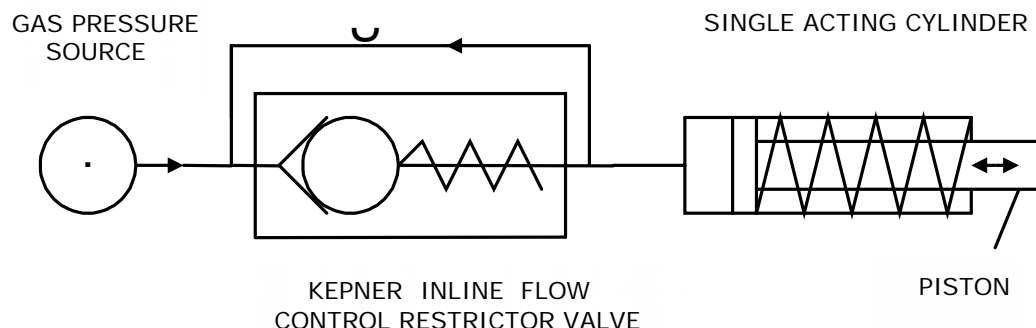 GAS PRESSURE
SOURCE
SINGLE ACTING CYLINDER
KEPNER INLINE FLOW
CONTROL RESTRICTOR VALVE
PISTON